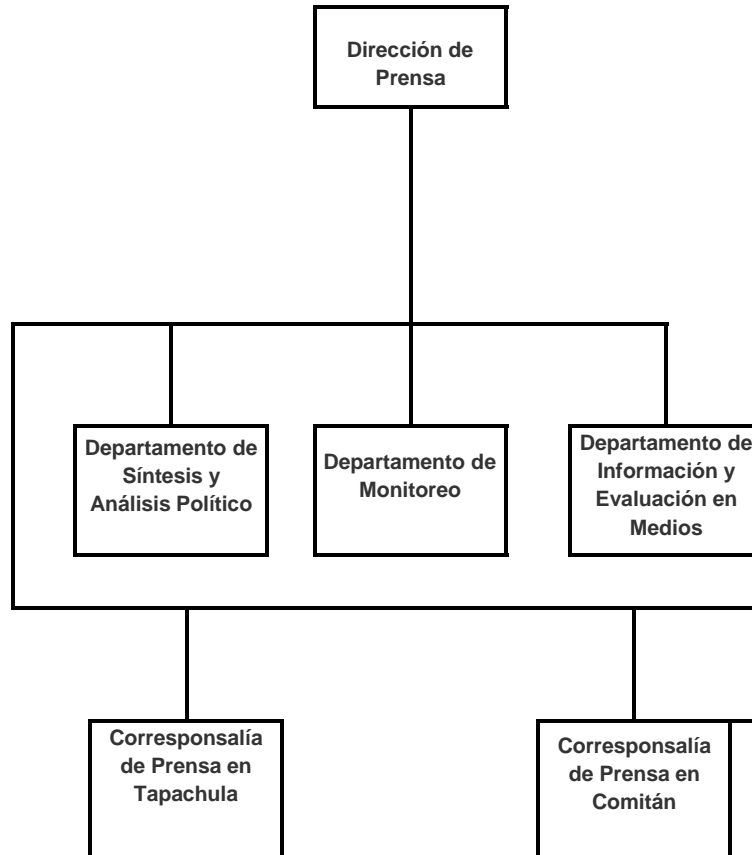 Dirección de
Prensa
Departamento de
Síntesis y
Análisis Político
Departamento de
Monitoreo
Departamento de
Información y
Evaluación en
Medios
Corresponsalía
de Prensa en
Tapachula
Corresponsalía
de Prensa en
Comitán